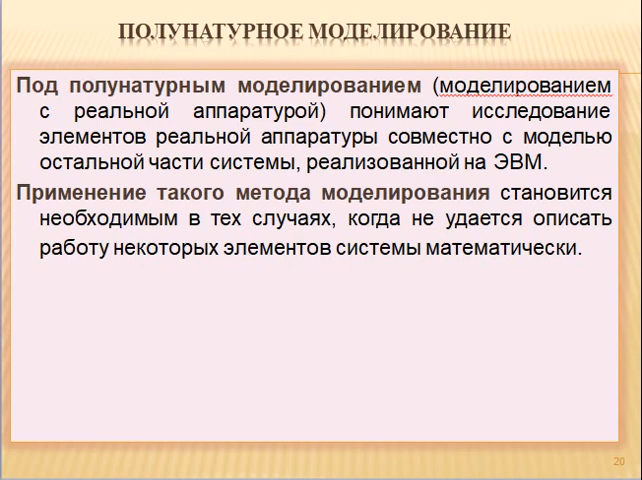 ПОЛУНАТУРНОЕ МОДЕЛИРОВАНИЕ
Под полунатурным моделированием (моделированием
с реальной аппаратурой) понимают исследование
элементов реальной аппаратуры совместно с моделью
остальной части системы, реализованной на ЭВМ.
Применение такого метода моделирования становится
необходимым в тех случаях, когда не удается описать
работу некоторых элементов системы математически.
20